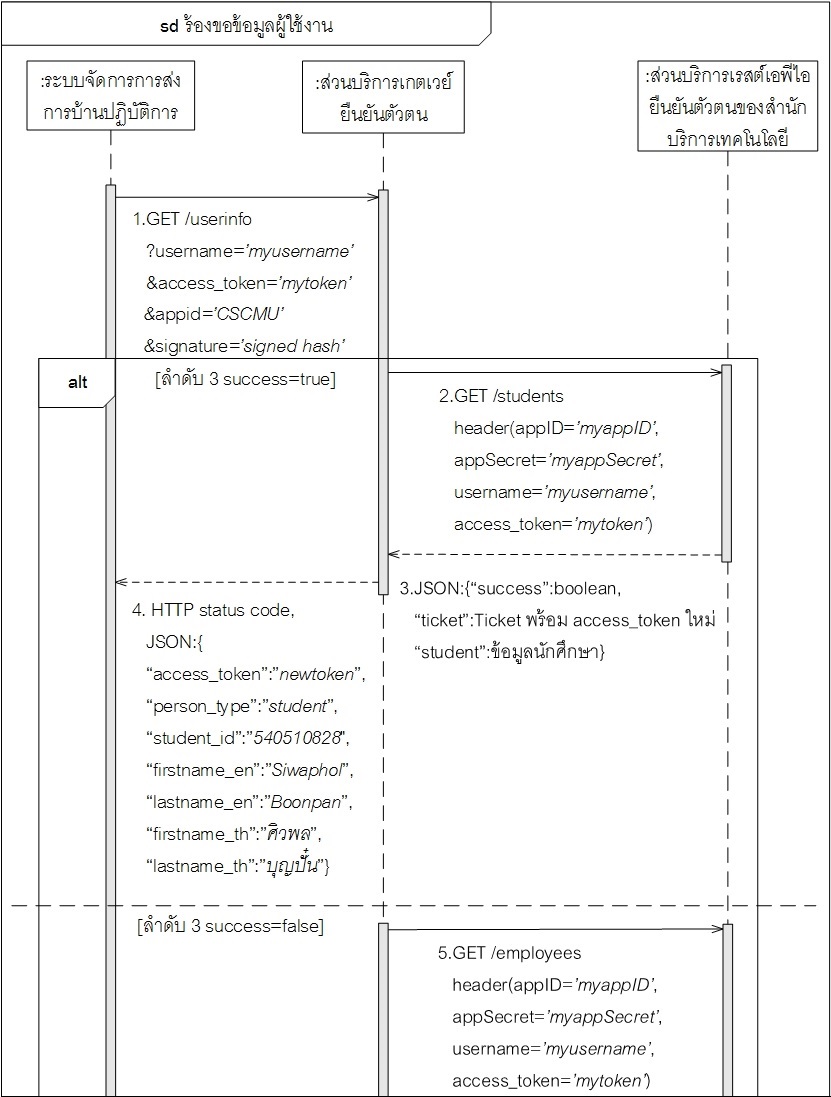 sd ร้องขอข้อมูลผู้ใช้งาน
:ระบบจัดการการส่ง
การบ้านปฏิบัติการ
:ส่วนบริการเกตเวย์
ยืนยันตัวตน
:ส่วนบริการเรสต์เอพีไอ
ยืนยันตัวตนของสำนัก
บริการเทคโนโลยี
1.GET /userinfo
?username='myusername'
&access_token='mytoken'
&appid='CSCMU'
&signature='signed hash'
alt
[ลำดับ 3 success=true]
2.GET /students
header(appID='myappID',
appSecret='myappSecret',
username='myusername',
access_token='mytoken')
3.JSON:{“success”:boolean,
“ticket”:Ticket พร้อม access_token ใหม่
“student”:ข้อมูลนักศึกษา}
4. HTTP status code,
JSON:{
“access_token”:”newtoken”,
“person_type”:”student”,
“student_id”:”540510828",
“firstname_en”:”Siwaphol”,
“lastname_en”:”Boonpan”,
“firstname_th”:”ศิวพล”,
“lastname_th”:”บุญปั๋น”}
[ลำดับ 3 success=false]
5.GET /employees
header(appID='myappID',
appSecret='myappSecret',
username='myusername',
access_token='mytoken')